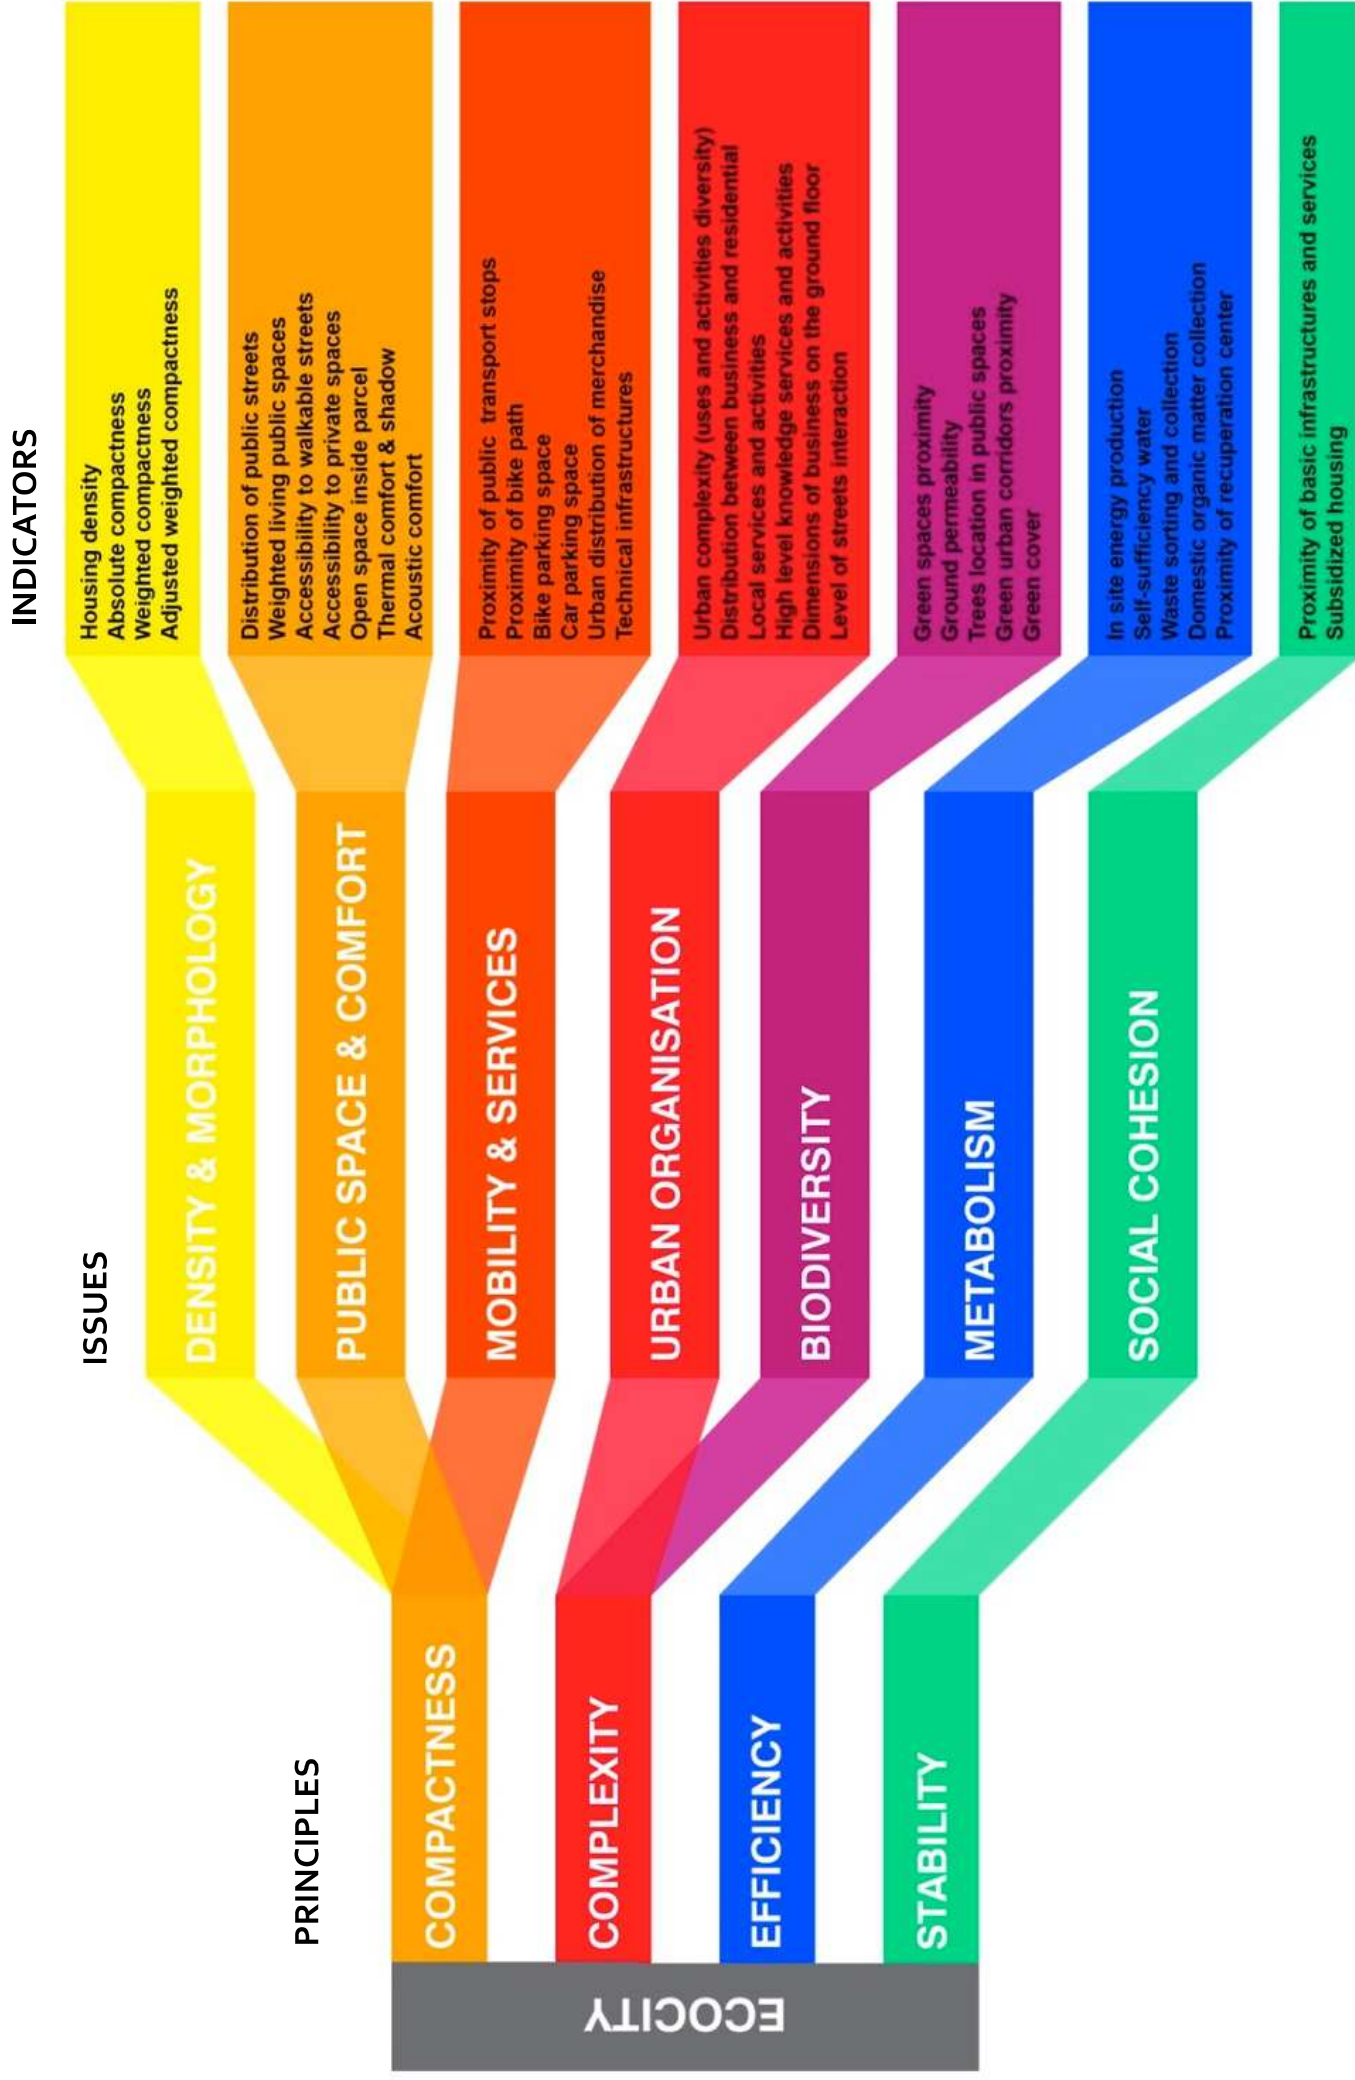 ECOCITY
PRINCIPLES
COMPACTNESS
COMPLEXITY
EFFICIENCY
STABILITY
ISSUES
DENSITY & MORPHOLOGY
PUBLIC SPACE & COMFORT
MOBILITY & SERVICES
URBAN ORGANISATION
BIODIVERSITY
METABOLISM
SOCIAL COHESION
INDICATORS
Housing density
Absolute compactness
Weighted compactness
Adjusted weighted compactness
Distribution of public streets
Weighted living public spaces
Accessibility to walkable streets
Accessibility to private spaces
Open space inside parcel
Thermal comfort & shadow
Acoustic comfort
Proximity of public transport stops
Proximity of bike path
Bike parking space
Car parking space
Urban distribution of merchandise
Technical infrastructures
Urban complexity (uses and activities diversity)
Distribution between business and residential
Local services and activities
High level knowledge services and activities
Dimensions of business on the ground floor
Level of streets interaction
Green spaces proximity
Ground permeability
Trees location in public spaces
Green urban corridors proximity
Green cover
In site energy production
Self-sufficiency water
Waste sorting and collection
Domestic organic matter collection
Proximity of recuperation center
Proximity of basic infrastructures and services
Subsidized housing